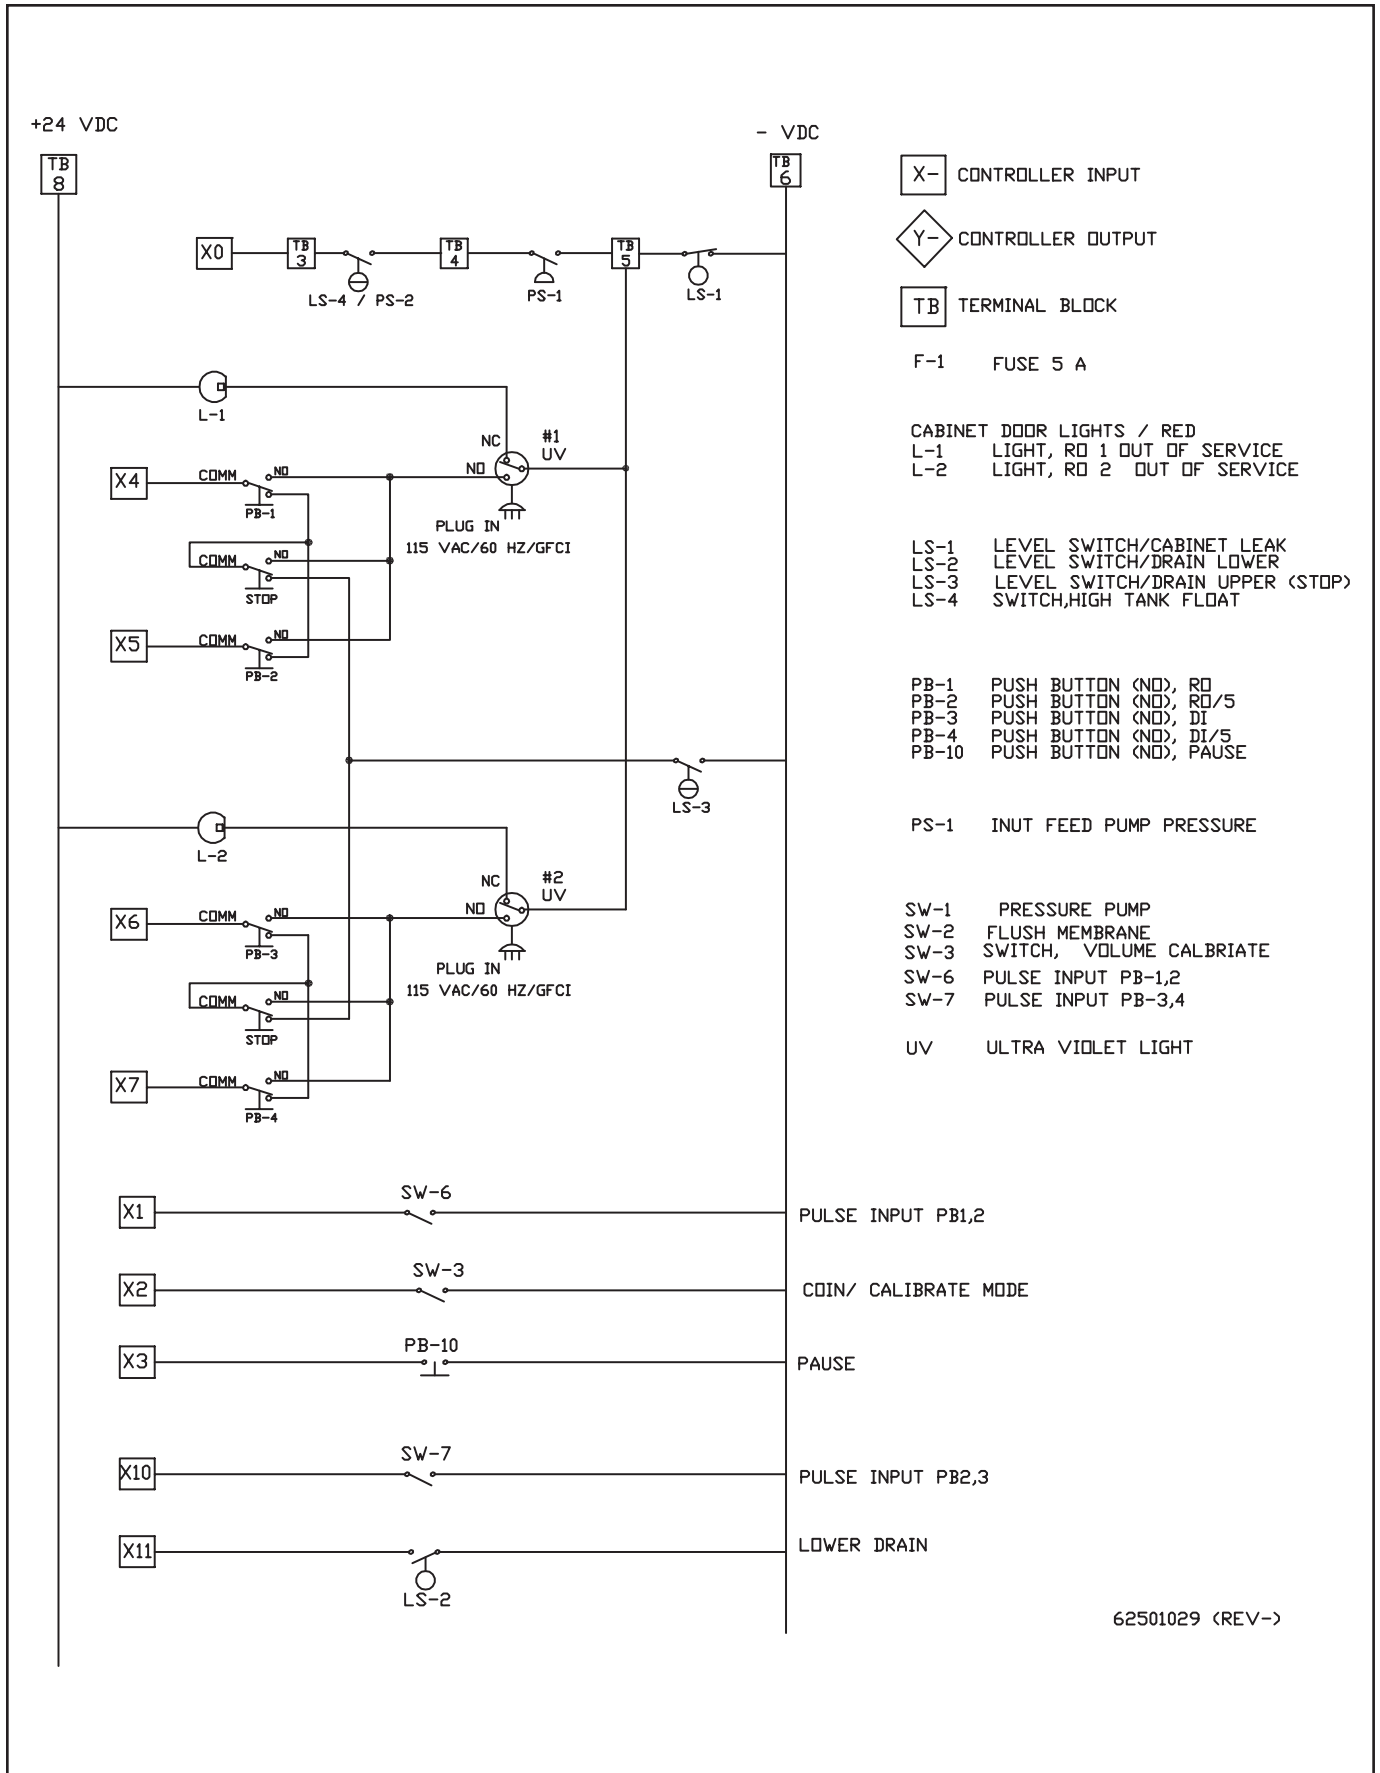 +24 VDC
- VDC
TB
8
TB
6
X- CONTROLLER INPUT
Y- CONTROLLER OUTPUT
TB TERMINAL BLOCK
X0
TB
3
TB
4
TB
5
LS-4 / PS-2
PS-1
LS-1
F-1 FUSE 5 A
L-1
CABINET DOOR LIGHTS / RED
L-1 LIGHT, RO 1 OUT OF SERVICE
L-2 LIGHT, RO 2 OUT OF SERVICE
NC
#1
UV
NO
X4
COMM
NO
PB-1
PLUG IN
115 VAC/60 HZ/GFCI
COMM
NO
STOP
X5
COMM
NO
PB-2
LS-1 LEVEL SWITCH/CABINET LEAK
LS-2 LEVEL SWITCH/DRAIN LOWER
LS-3 LEVEL SWITCH/DRAIN UPPER (STOP)
LS-4 SWITCH,HIGH TANK FLOAT
PB-1 PUSH BUTTON (NO), RO
PB-2 PUSH BUTTON (NO), RO/5
PB-3 PUSH BUTTON (NO), DI
PB-4 PUSH BUTTON (NO), DI/5
PB-10 PUSH BUTTON (NO), PAUSE
LS-3
L-2
PS-1 INUT FEED PUMP PRESSURE
NC
#2
UV
NO
X6
COMM
NO
PB-3
PLUG IN
115 VAC/60 HZ/GFCI
COMM
NO
STOP
X7
COMM
NO
PB-4
SW-1 PRESSURE PUMP
SW-2 FLUSH MEMBRANE
SW-3 SWITCH, VOLUME CALBRIATE
SW-6 PULSE INPUT PB-1,2
SW-7 PULSE INPUT PB-3,4
UV ULTRA VIOLET LIGHT
X1
SW-6
PULSE INPUT PB1,2
X2
SW-3
COIN/ CALIBRATE MODE
X3
PB-10
PAUSE
X10
SW-7
PULSE INPUT PB2,3
X11
LS-2
LOWER DRAIN
62501029 (REV-)